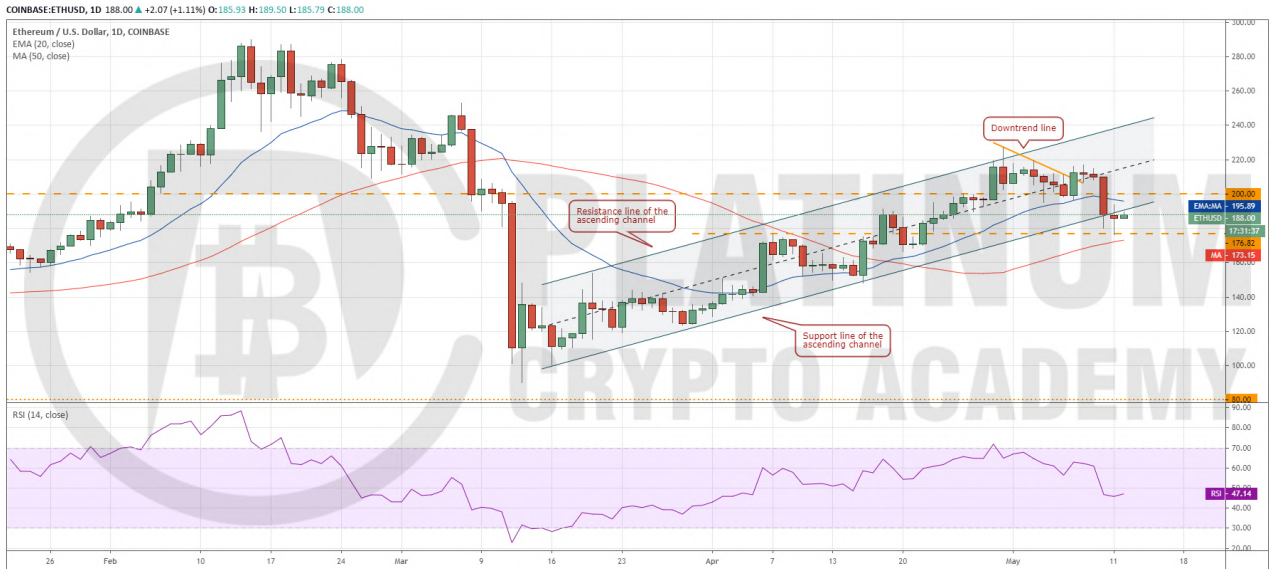 COINBASE:ETHUSD, 1D 188.00 ▲ +2.07 (+1.11%) O:185.93 H:189.50 L:185.79 C:188.00
Ethereum / U.S. Dollar, 1D, COINBASE
EMA (20, close)
MA (50, close)
PLATINUM
CRYPTO ACADEMY
Downtrend line
Resistance line of the
ascending channel
Support line of the
ascending channel
300.00
280.00
260.00
240.00
220.00
200.00
EMA:MA 195.89
ETHUSD 188.00
17:31:37
176.82
MA 173.15
160.00
140.00
120.00
100.00
80.00
RSI (14, close)
90.00
80.00
70.00
60.00
50.00
RSI 47.14
40.00
30.00
20.00
26 Feb 10 17 24 Mar 9 16 23 Apr 7 13 20 May 11 18